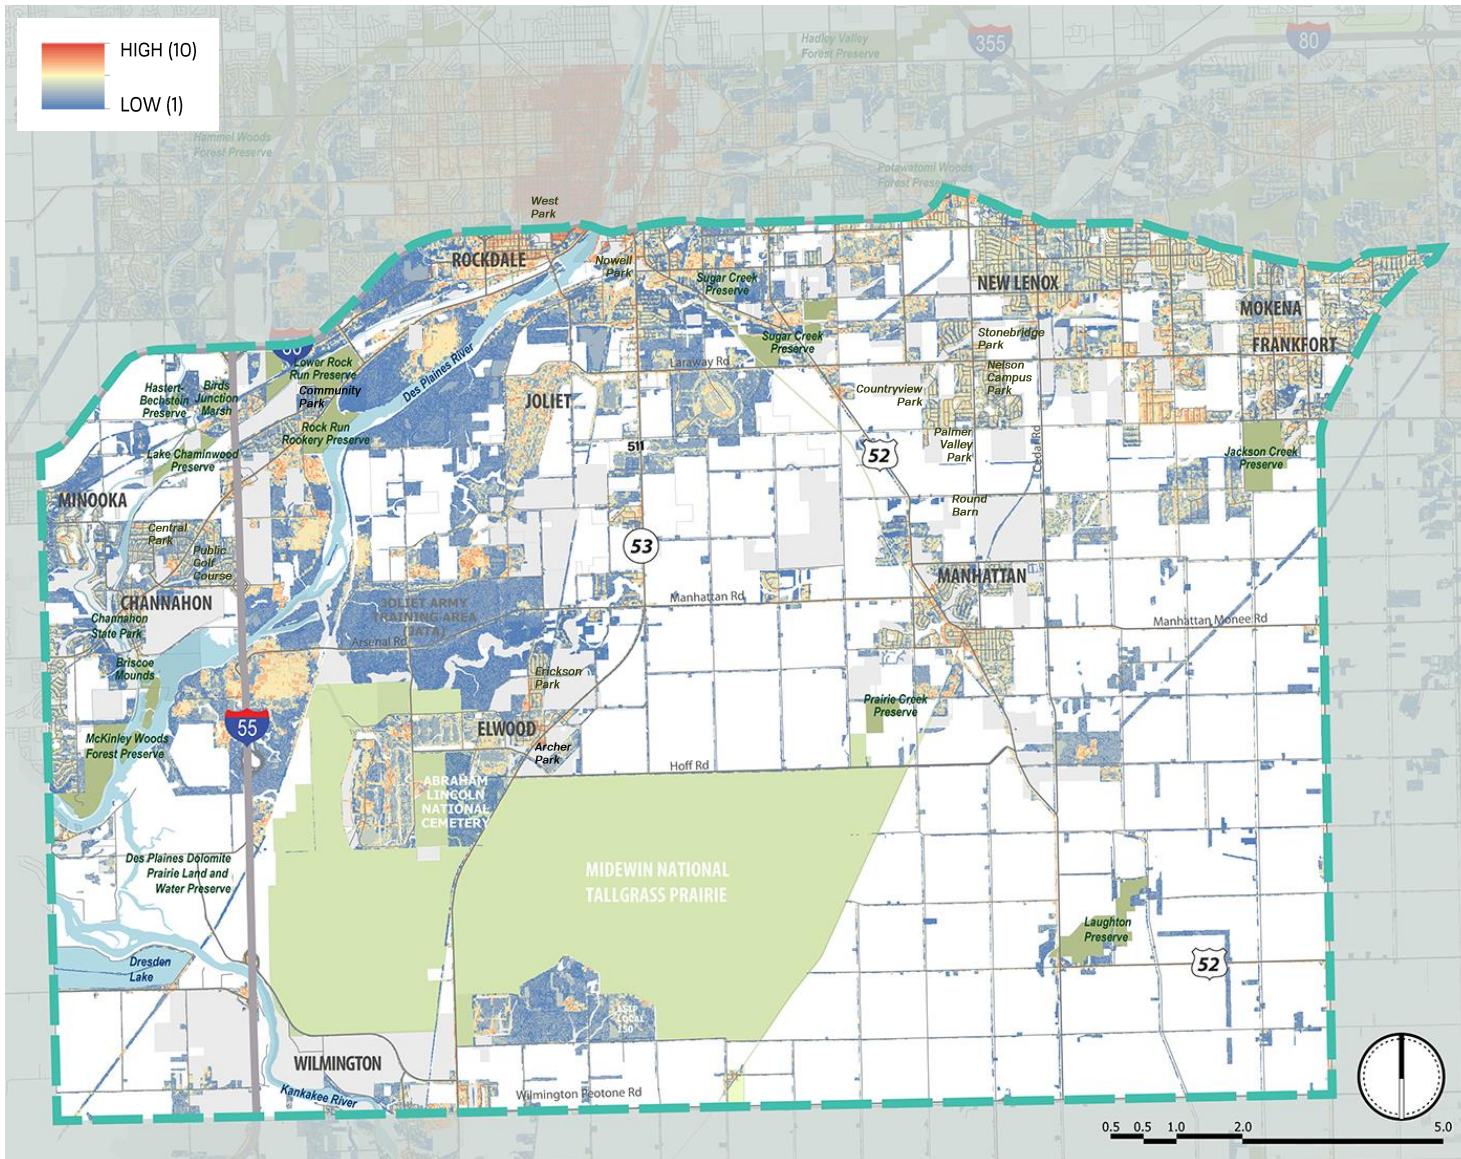 HIGH (10)
LOW (1)
Hadley Valley
Forest Preserve
355
80
Hammel Woods
Forest Preserve
Potawatomi Woods
Forest Preserve
West
Park
ROCKDALE
Nowell
Park
Sugar Creek
Preserve
NEW LENOX
MOKENA
FRANKFORT
Sugar Creek
Preserve
Stonebridge
Park
Nelson
Campus
Park
Laraway Rd
Countryview
Park
80
Lower Rock
Run Preserve
Community
Park
Des Plaines River
Hastert-
Bechstein
Preserve
Birds
Junction
Marsh
Rock Run
Rookery Preserve
Lake Chaminwood
Preserve
JOLIET
511
52
Palmer
Valley
Park
Cedar Rd
Jackson Creek
Preserve
MINOOKA
Central
Park
Public
Golf
Course
Round
Barn
53
MANHATTAN
CHANNAHON
Channahon
State Park
JOLIET ARMY
TRAINING AREA
(JATA)
Arsenal Rd
Manhattan Rd
Manhattan Monee Rd
Briscoe
Mounds
Erickson
Park
Prairie Creek
Preserve
55
McKinley Woods
Forest Preserve
ELWOOD
Archer
Park
Hoff Rd
ABRAHAM
LINCOLN
NATIONAL
CEMETERY
Des Plaines Dolomite
Prairie Land and
Water Preserve
MIDEWIN NATIONAL
TALLGRASS PRAIRIE
Laughton
Preserve
52
Dresden
Lake
LOCAL
150
WILMINGTON
Kankakee River
Wilmington Peotone Rd
0.5 0.5 1.0 2.0 5.0